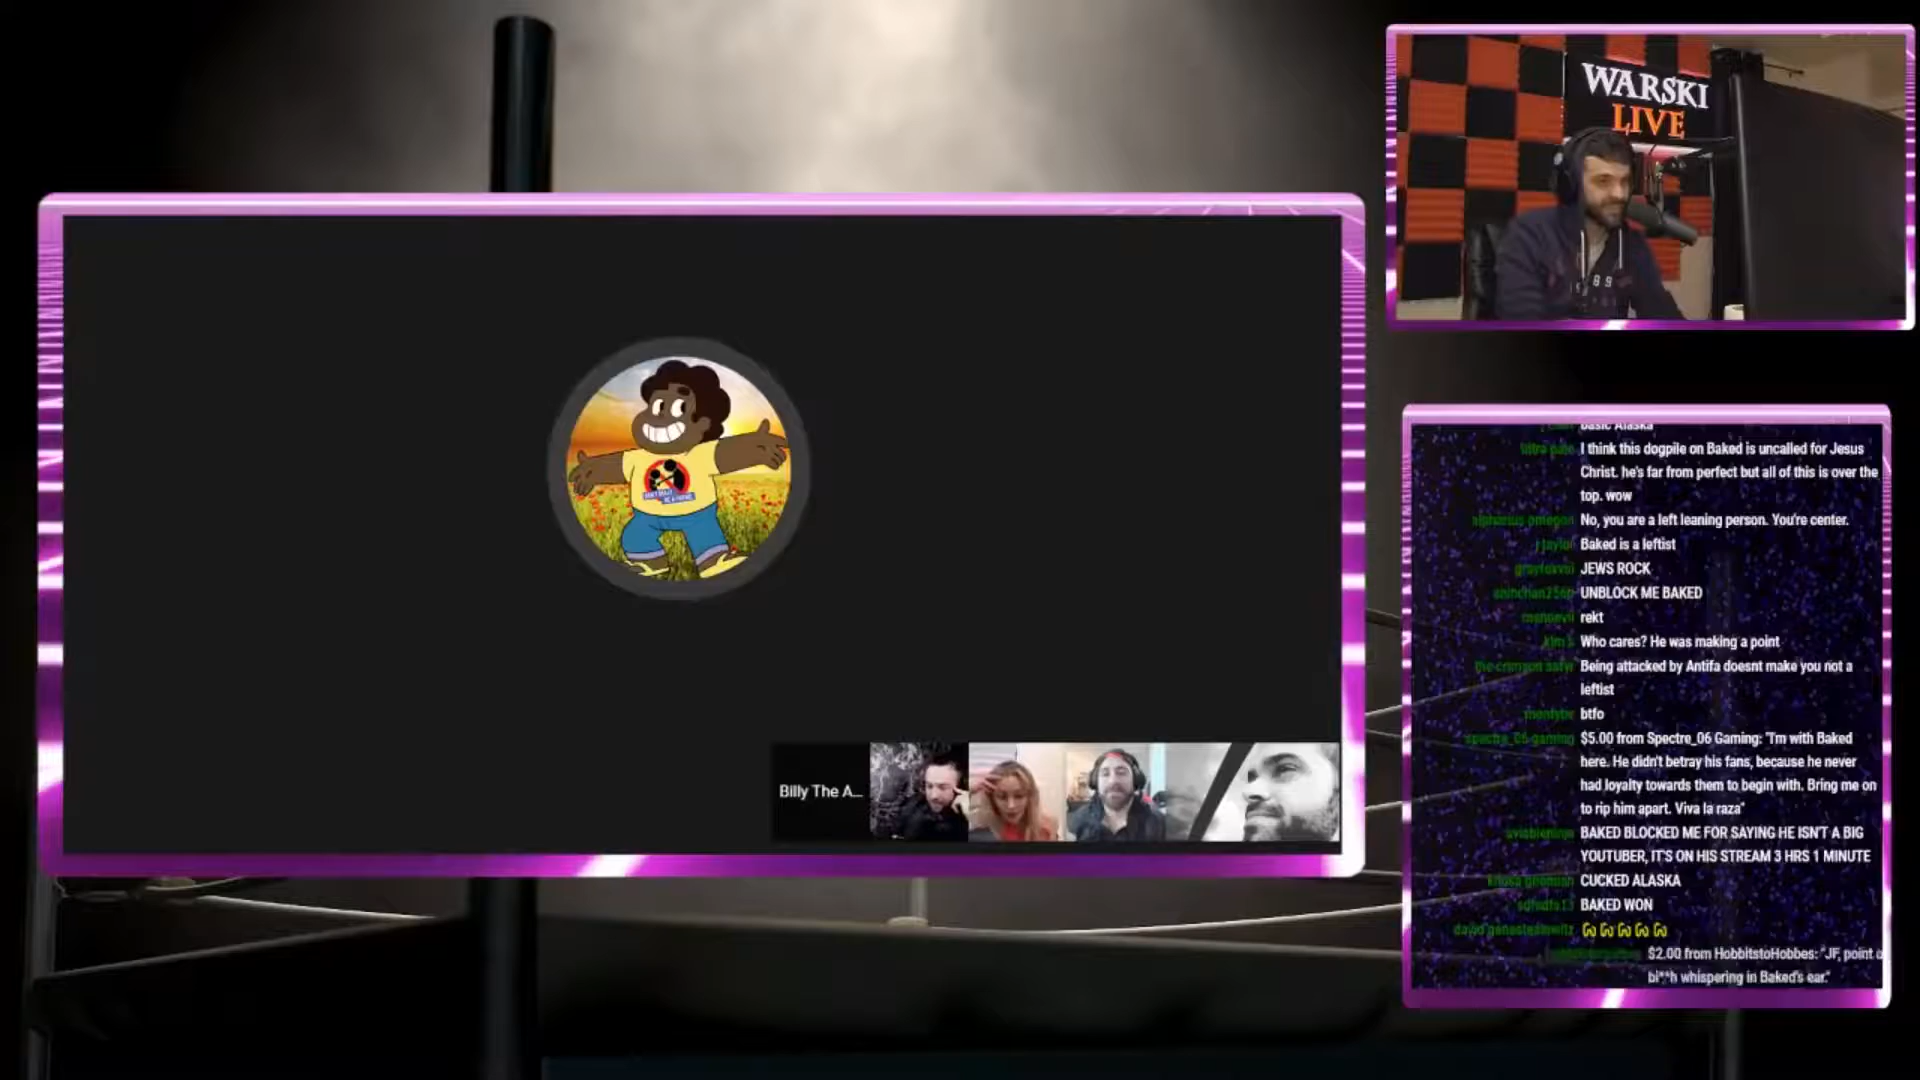 WARSKI
LIVE
basic Alaska
I think this dogpile on Baked is uncalled for Jesus
Christ. he's far from perfect but all of this is over the
top. wow
No, you are a left leaning person. You're center.
Baked is a leftist
JEWS ROCK
UNBLOCK ME BAKED
rekt
Who cares? He was making a point
Being attacked by Antifa doesnt make you not a
leftist
btfo
spectre_06 gaming $5.00 from Spectre_06 Gaming: "I'm with Baked
here. He didn't betray his fans, because he never
had loyalty towards them to begin with. Bring me on
to rip him apart. Viva la raza"
BAKED BLOCKED ME FOR SAYING HE ISN'T A BIG
YOUTUBER, IT'S ON HIS STREAM 3 HRS 1 MINUTE
CUCKED ALASKA
BAKED WON
$2.00 from HobbitstoHobbes: "JF, point o
bi**h whispering in Baked's ear."
Billy The A...